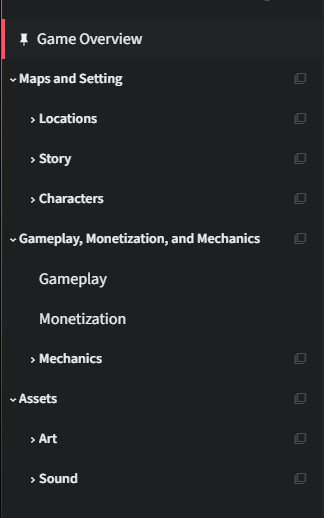 Game Overview
Maps and Setting
Locations
Story
Characters
Gameplay, Monetization, and Mechanics
Gameplay
Monetization
Mechanics
Assets
Art
Sound